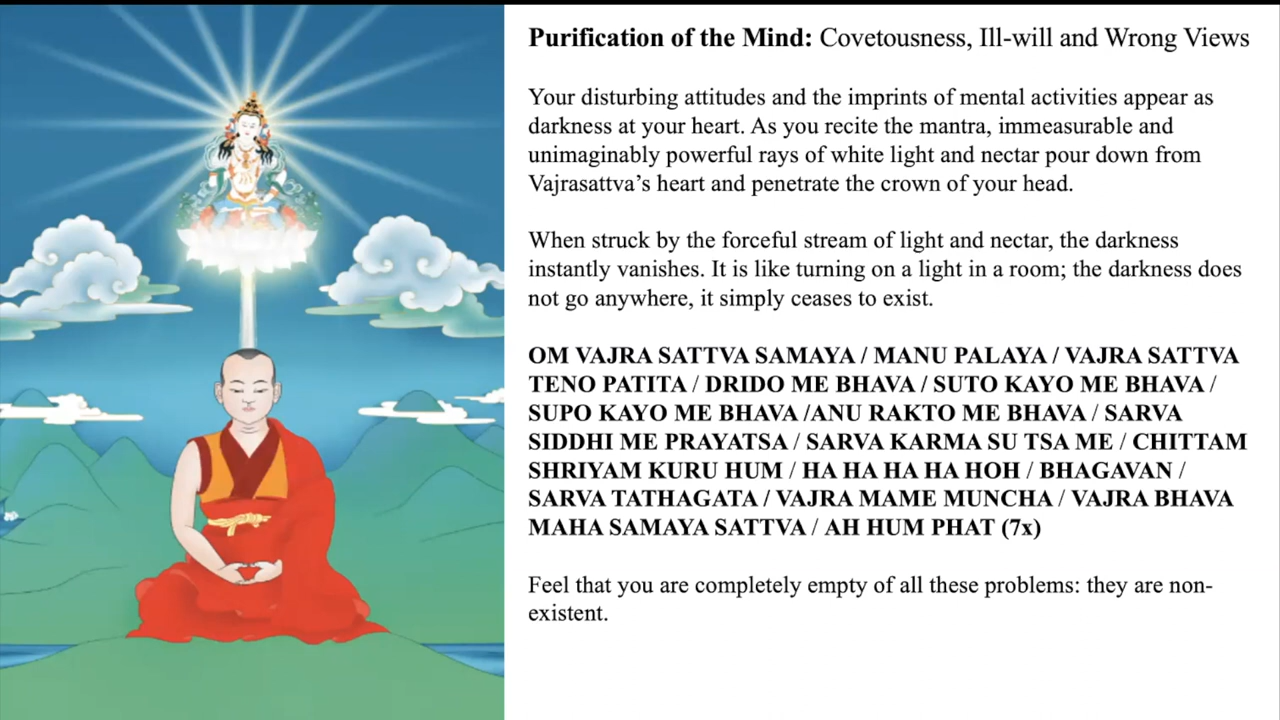 Purification of the Mind: Covetousness, Ill-will and Wrong Views
Your disturbing attitudes and the imprints of mental activities appear as
darkness at your heart. As you recite the mantra, immeasurable and
unimaginably powerful rays of white light and nectar pour down from
Vajrasattva’s heart and penetrate the crown of your head.
When struck by the forceful stream of light and nectar, the darkness
instantly vanishes. It is like turning on a light in a room; the darkness does
not go anywhere, it simply ceases to exist.
OM VAJRA SATTVA SAMAYA / MANU PALAYA / VAJRA SATTVA
TENO PATITA / DRIDO ME BHAVA / SUTO KAYO ME BHAVA /
SUPO KAYO ME BHAVA /ANU RAKTO ME BHAVA / SARVA
SIDDHI ME PRAYATSA / SARVA KARMA SU TSA ME / CHITTAM
SHRIYAM KURU HUM / HA HA HA HA HOH / BHAGAVAN /
SARVA TATHAGATA / VAJRA MAME MUNCHA / VAJRA BHAVA
MAHA SAMAYA SATTVA / AH HUM PHAT (7x)
Feel that you are completely empty of all these problems: they are non-
existent.